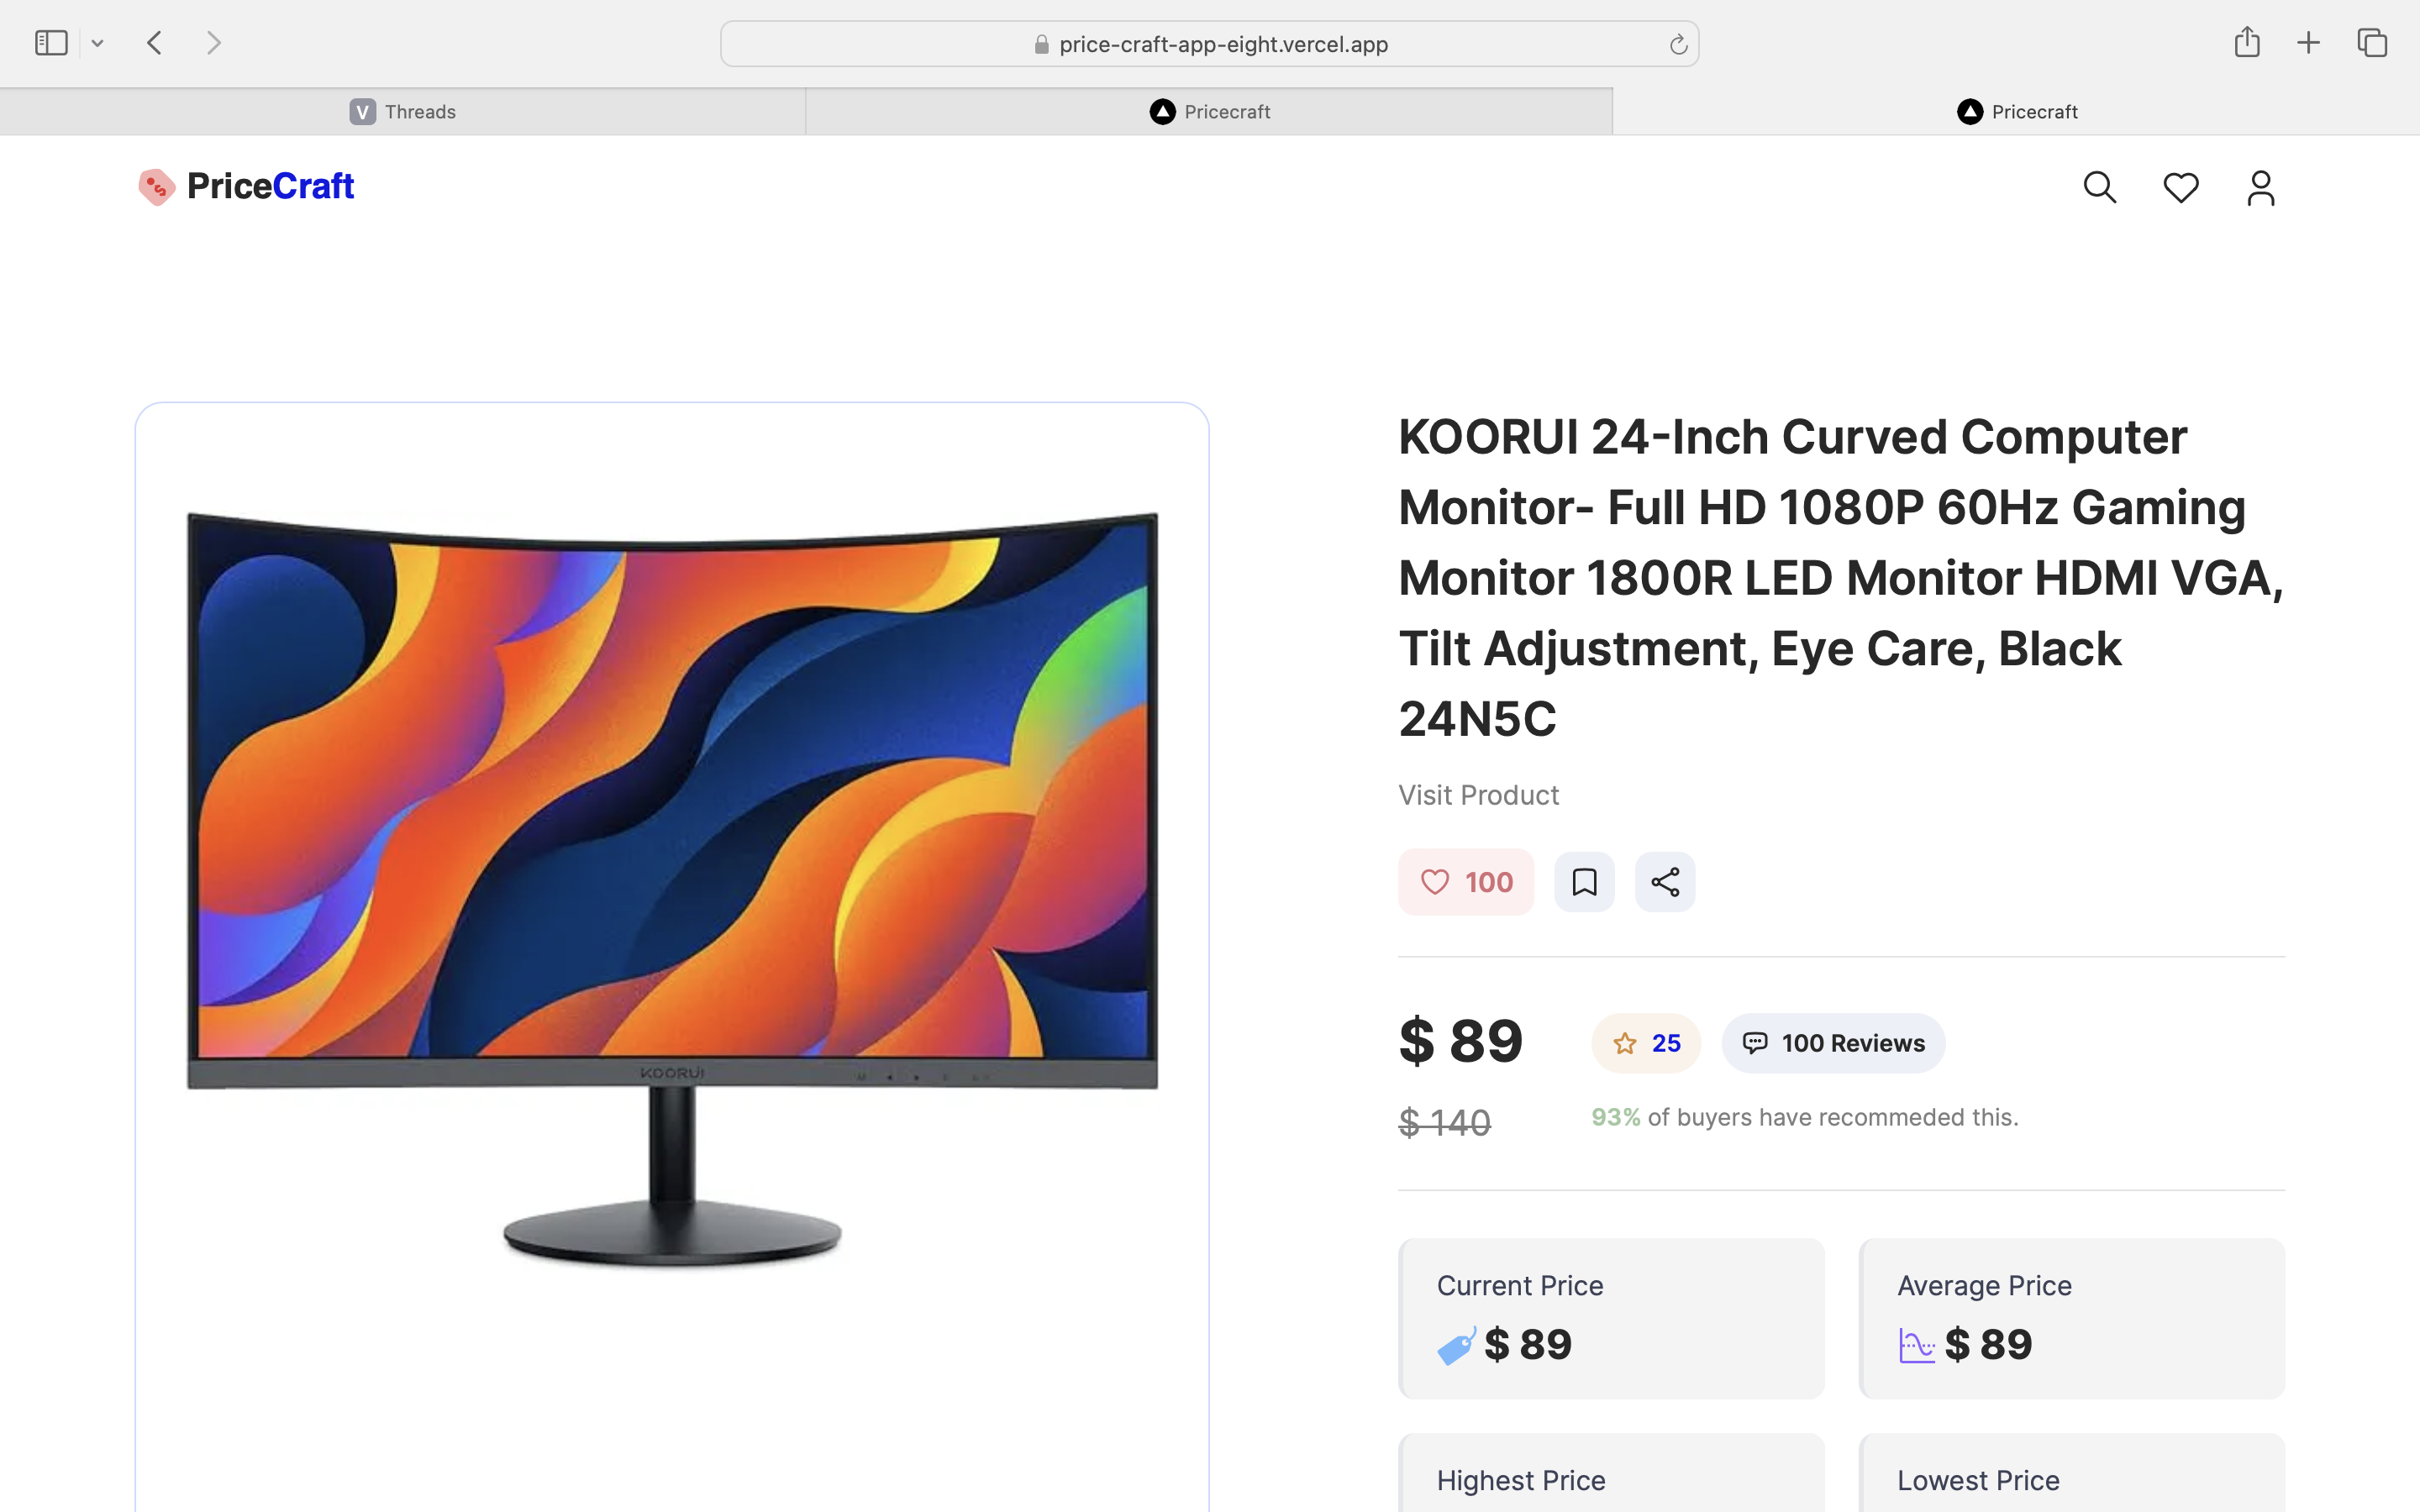 price-craft-app-eight.vercel.app
V Threads
Pricecraft
Pricecraft
PriceCraft
KOORUI 24-Inch Curved Computer
Monitor- Full HD 1080P 60Hz Gaming
Monitor 1800R LED Monitor HDMI VGA,
Tilt Adjustment, Eye Care, Black
24N5C
Visit Product
100
KOORUI
$ 89
25
100 Reviews
$ 140
93% of buyers have recommeded this.
Current Price
Average Price
$ 89
$ 89
Highest Price
Lowest Price